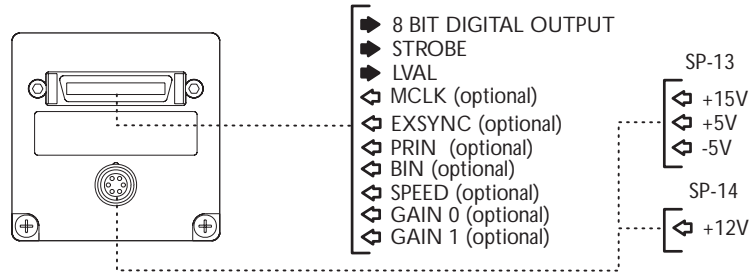 8 BIT DIGITAL OUTPUT
STROBE
LVAL
MCLK (optional)
EXSYNC (optional)
PRIN (optional)
BIN (optional)
SPEED (optional)
GAIN 0 (optional)
GAIN 1 (optional)
SP-13
+15V
+5V
-5V
SP-14
+12V